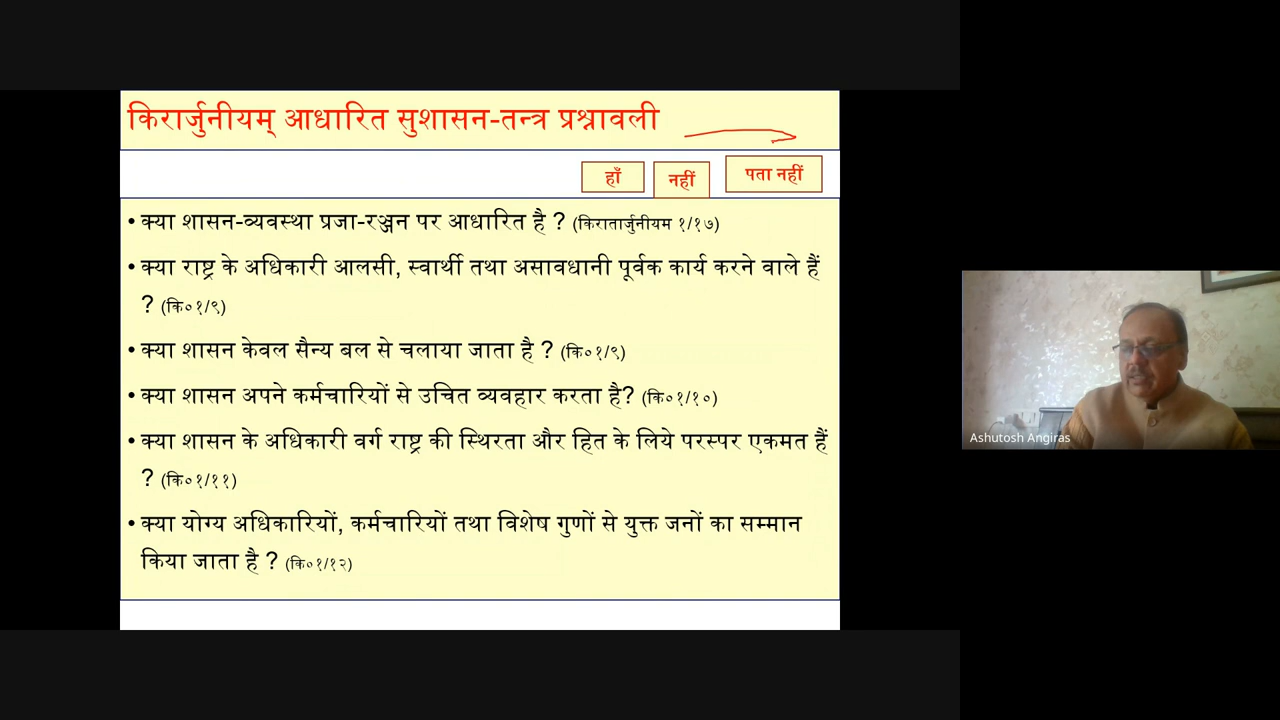 किरार्जुनीयम् आधारित सुशासन-तन्त्र प्रश्नावली
हाँ नहीं पता नहीं
• क्या शासन-व्यवस्था प्रजा-रञ्जन पर आधारित है ? (किरातार्जुनीयम १/१७)
• क्या राष्ट्र के अधिकारी आलसी, स्वार्थी तथा असावधानी पूर्वक कार्य करने वाले हैं
? (कि०१/९)
• क्या शासन केवल सैन्य बल से चलाया जाता है ? (कि०१/९)
• क्या शासन अपने कर्मचारियों से उचित व्यवहार करता है? (कि०१/१०)
• क्या शासन के अधिकारी वर्ग राष्ट्र की स्थिरता और हित के लिये परस्पर एकमत हैं
? (कि०१/११)
• क्या योग्य अधिकारियों, कर्मचारियों तथा विशेष गुणों से युक्त जनों का सम्मान
किया जाता है ? (कि०१/१२)
Ashutosh Angiras